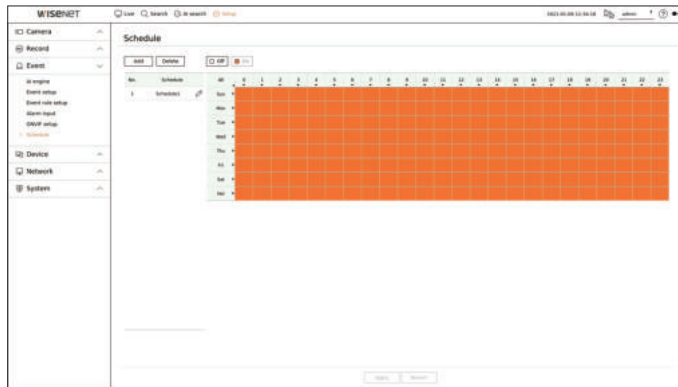 WISENET
Live Search AI search Setup
admin
Camera
Record
Event
AI engine
Event setup
Event rule setup
Alarm input
ONVIF setup
Schedule
Device
Network
System
Schedule
Add Delete Off On
No. Schedule All 0 1 2 3 4 5 6 7 8 9 10 11 12 13 14 15 16 17 18 19 20 21 22 23
1 Schedule1 Sun
Mon
Tue
Wed
Thu
Fri
Sat
Hol
Apply Revert